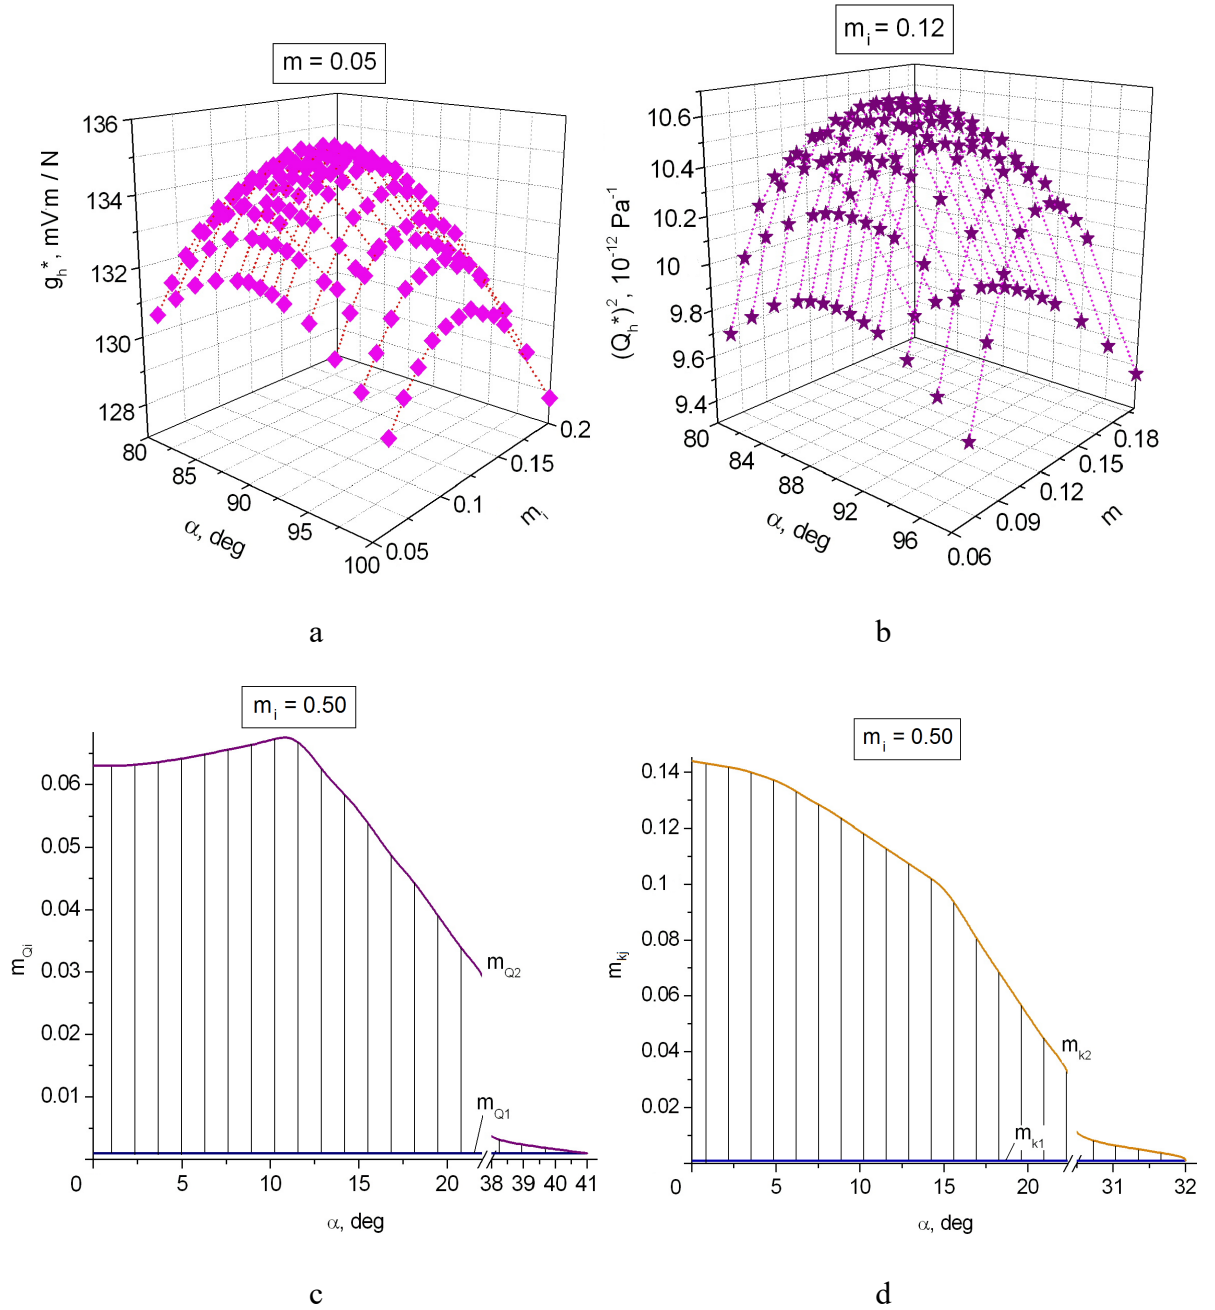 m = 0.05
136
134
132
130
128
g_h*, mVm / N
80
85
90
95
100
α, deg
0.05
0.1
0.15
0.2
m_i
a
m_i = 0.12
10.6
10.4
10.2
10
9.8
9.6
9.4
(Q_h*)^2, 10^-12 Pa^-1
80
84
88
92
96
α, deg
0.06
0.09
0.12
0.15
0.18
m
b
m_i = 0.50
0.06
0.05
0.04
0.03
0.02
0.01
m_Qi
m_Q2
m_Q1
0
5
10
15
20
38
39
40
41
α, deg
c
m_i = 0.50
0.14
0.12
0.1
0.08
0.06
0.04
0.02
m_kj
m_k2
m_k1
0
5
10
15
20
31
32
α, deg
d